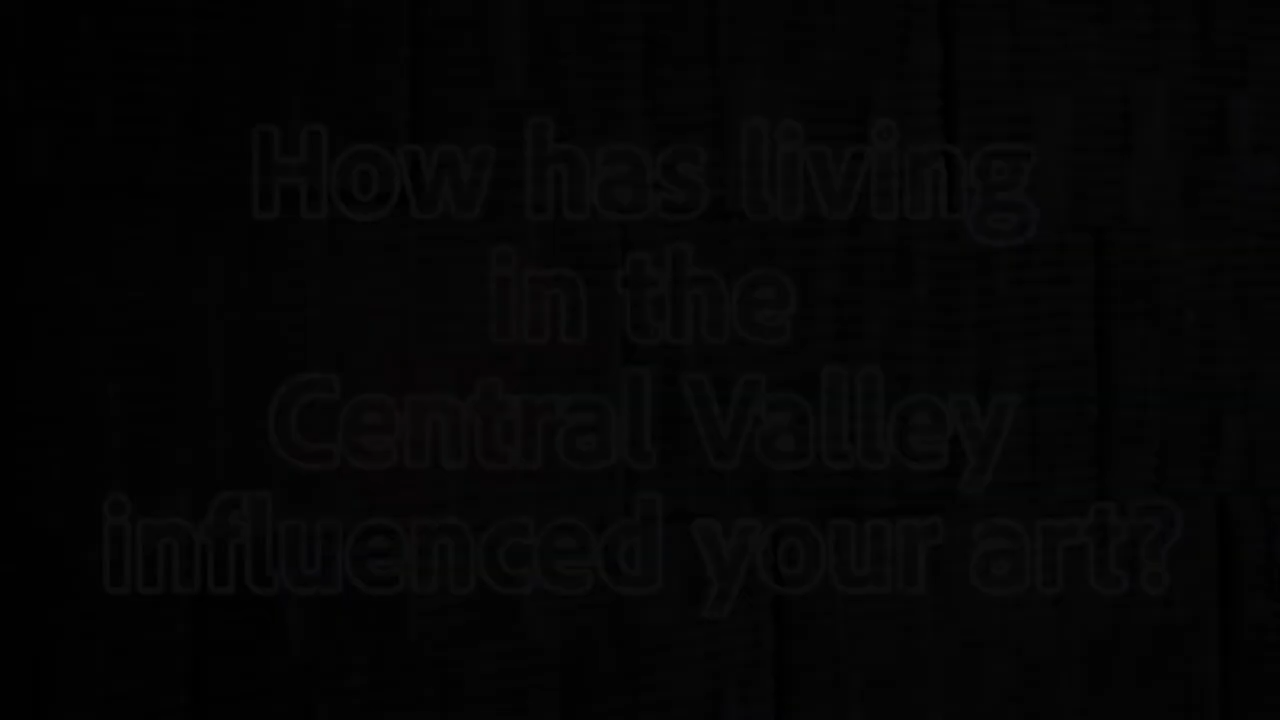 How has living
in the
Central Valley
influenced your art?